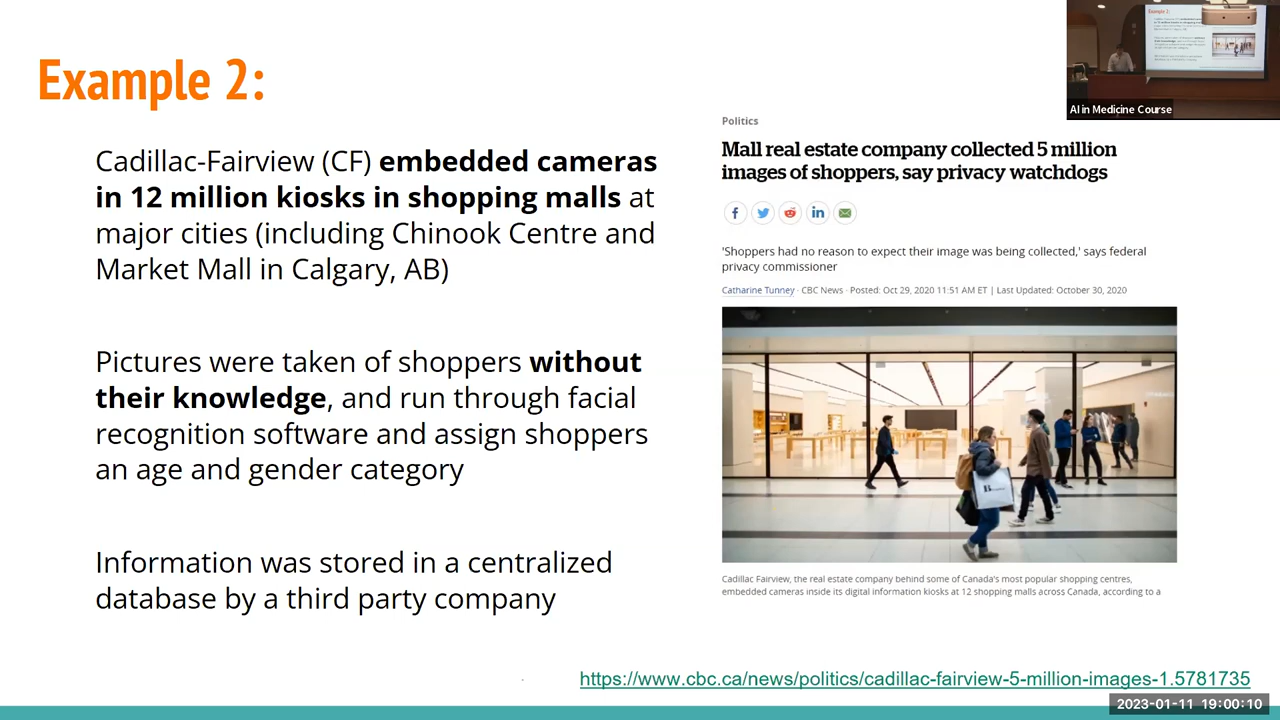 Example 2:
Cadillac-Fairview (CF) embedded cameras
in 12 million kiosks in shopping malls at
major cities (including Chinook Centre and
Market Mall in Calgary, AB)
Pictures were taken of shoppers without
their knowledge, and run through facial
recognition software and assign shoppers
an age and gender category
Information was stored in a centralized
database by a third party company
Politics
Mall real estate company collected 5 million
images of shoppers, say privacy watchdogs
'Shoppers had no reason to expect their image was being collected,' says federal
privacy commissioner
Catharine Tunney · CBC News · Posted: Oct 29, 2020 11:51 AM ET | Last Updated: October 30, 2020
Cadillac Fairview, the real estate company behind some of Canada's most popular shopping centres,
embedded cameras inside its digital information kiosks at 12 shopping malls across Canada, according to a
https://www.cbc.ca/news/politics/cadillac-fairview-5-million-images-1.5781735
AI in Medicine Course
2023-01-11 19:00:10